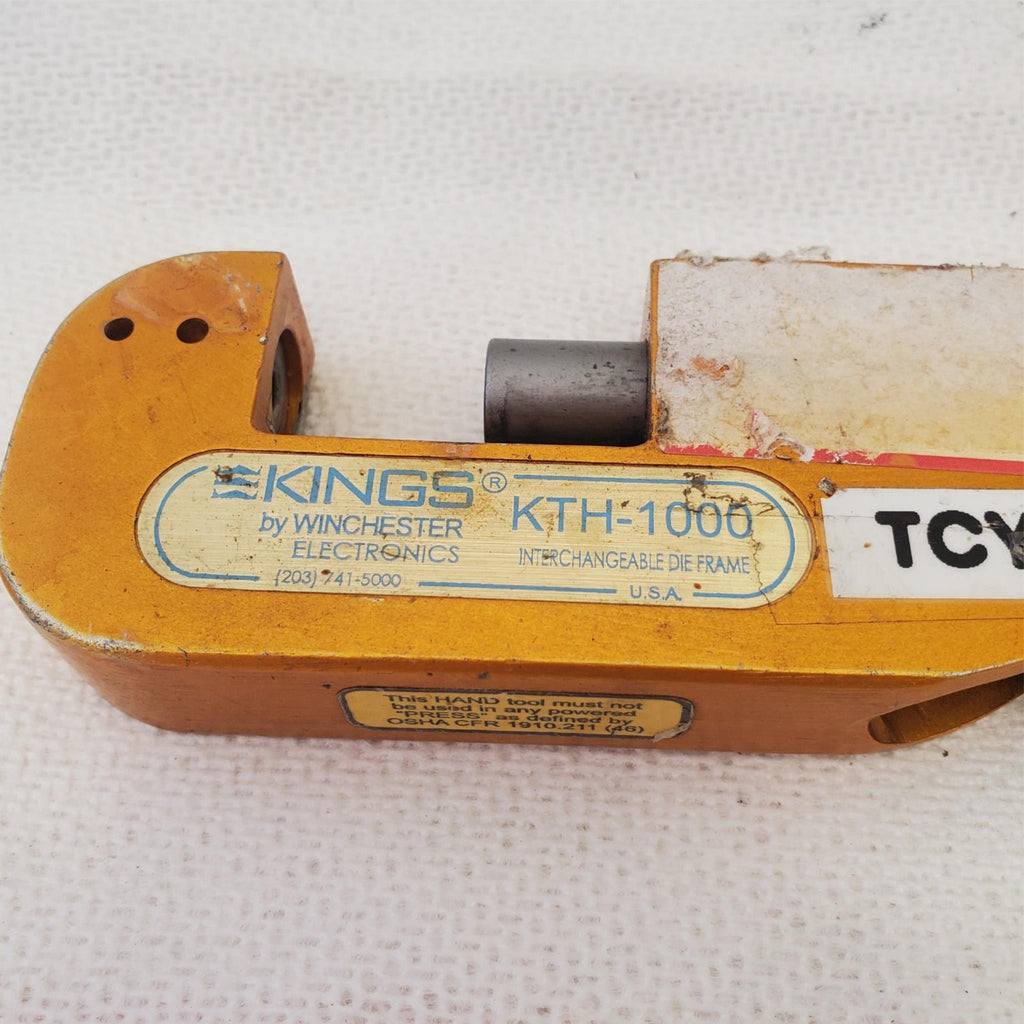 KINGS®
by WINCHESTER
ELECTRONICS
(203) 741-5000
KTH-1000
INTERCHANGEABLE DIE FRAME
U.S.A.
TCY
This HAND tool must not
be used in any powered
"PRESS" as defined by
OSHA CFR 1910.211 (46)